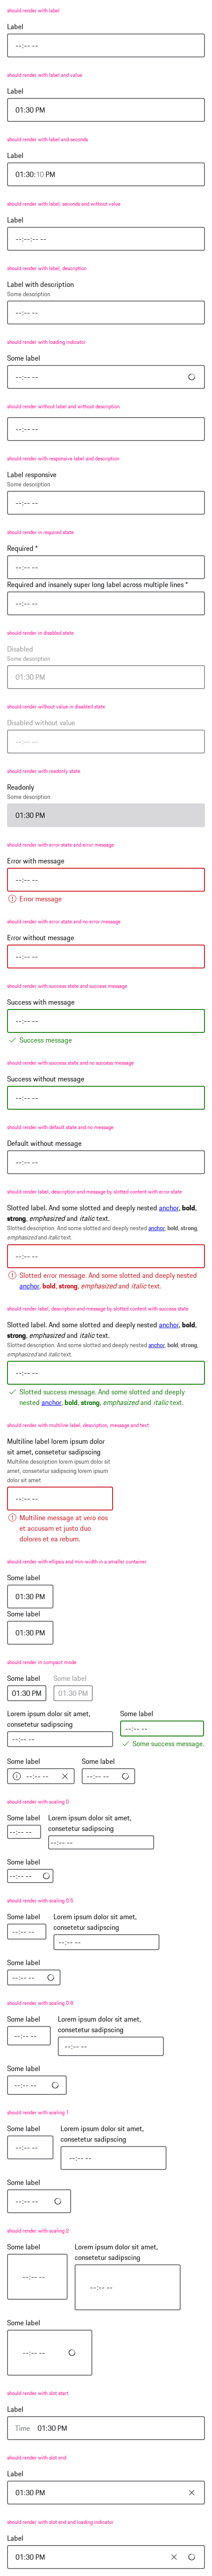 should render with label
Label
--:-- --
should render with label and value
Label
01:30 PM
should render with label and seconds
Label
01:30:10 PM
should render with label, seconds and without value
Label
--:--:-- --
should render with label, description
Label with description
Some description
--:-- --
should render with loading indicator
Some label
--:-- --
should render without label and without description
--:-- --
should render with responsive label and description
Label responsive
Some description
--:-- --
should render in required state
Required *
--:-- --
Required and insanely super long label across multiple lines *
--:-- --
should render in disabled state
Disabled
Some description
01:30 PM
should render without value in disabled state
Disabled without value
--:-- --
should render with readonly state
Readonly
Some description
01:30 PM
should render with error state and error message
Error with message
--:-- --
Error message
should render with error state and no error message
Error without message
--:-- --
should render with success state and success message
Success with message
--:-- --
Success message
should render with success state and no success message
Success without message
--:-- --
should render with default state and no message
Default without message
--:-- --
should render label, description and message by slotted content with error state
Slotted label. And some slotted and deeply nested anchor, bold,
strong, emphasized and italic text.
Slotted description. And some slotted and deeply nested anchor, bold, strong,
emphasized and italic text.
--:-- --
Slotted error message. And some slotted and deeply nested
anchor, bold, strong, emphasized and italic text.
should render label, description and message by slotted content with success state
Slotted label. And some slotted and deeply nested anchor, bold,
strong, emphasized and italic text.
Slotted description. And some slotted and deeply nested anchor, bold, strong,
emphasized and italic text.
--:-- --
Slotted success message. And some slotted and deeply
nested anchor, bold, strong, emphasized and italic text.
should render with multiline label, description, message and text
Multiline label lorem ipsum dolor
sit amet, consetetur sadipscing
Multiline description lorem ipsum dolor sit
amet, consetetur sadipscing lorem ipsum
dolor sit amet
--:-- --
Multiline message at vero eos
et accusam et justo duo
dolores et ea rebum.
should render with ellipsis and min-width in a smaller container
Some label
01:30 PM
Some label
01:30 PM
should render in compact mode
Some label Some label
01:30 PM 01:30 PM
Lorem ipsum dolor sit amet, Some label
consetetur sadipscing
--:-- -- --:-- --
Some success message.
Some label Some label
--:-- -- --:-- --
should render with scaling 0
Some label Lorem ipsum dolor sit amet,
--:-- -- consetetur sadipscing
--:-- --
Some label
--:-- --
should render with scaling 0.5
Some label Lorem ipsum dolor sit amet,
--:-- -- consetetur sadipscing
--:-- --
Some label
--:-- --
should render with scaling 0.8
Some label Lorem ipsum dolor sit amet,
--:-- -- consetetur sadipscing
--:-- --
Some label
--:-- --
should render with scaling 1
Some label Lorem ipsum dolor sit amet,
--:-- -- consetetur sadipscing
--:-- --
Some label
--:-- --
should render with scaling 2
Some label Lorem ipsum dolor sit amet,
consetetur sadipscing
--:-- --
--:-- --
Some label
--:-- --
should render with slot start
Label
Time 01:30 PM
should render with slot end
Label
01:30 PM
should render with slot end and loading indicator
Label
01:30 PM